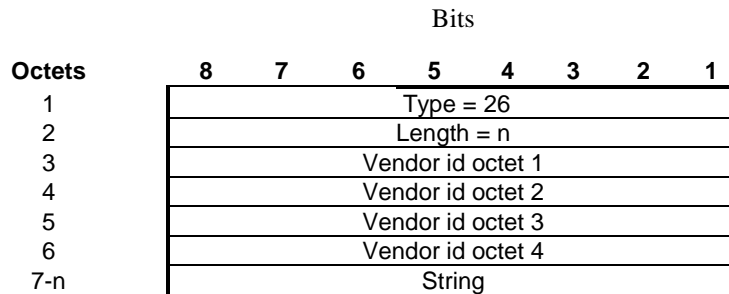 Bits
Octets 8 7 6 5 4 3 2 1
1 Type = 26
2 Length = n
3 Vendor id octet 1
4 Vendor id octet 2
5 Vendor id octet 3
6 Vendor id octet 4
7-n String